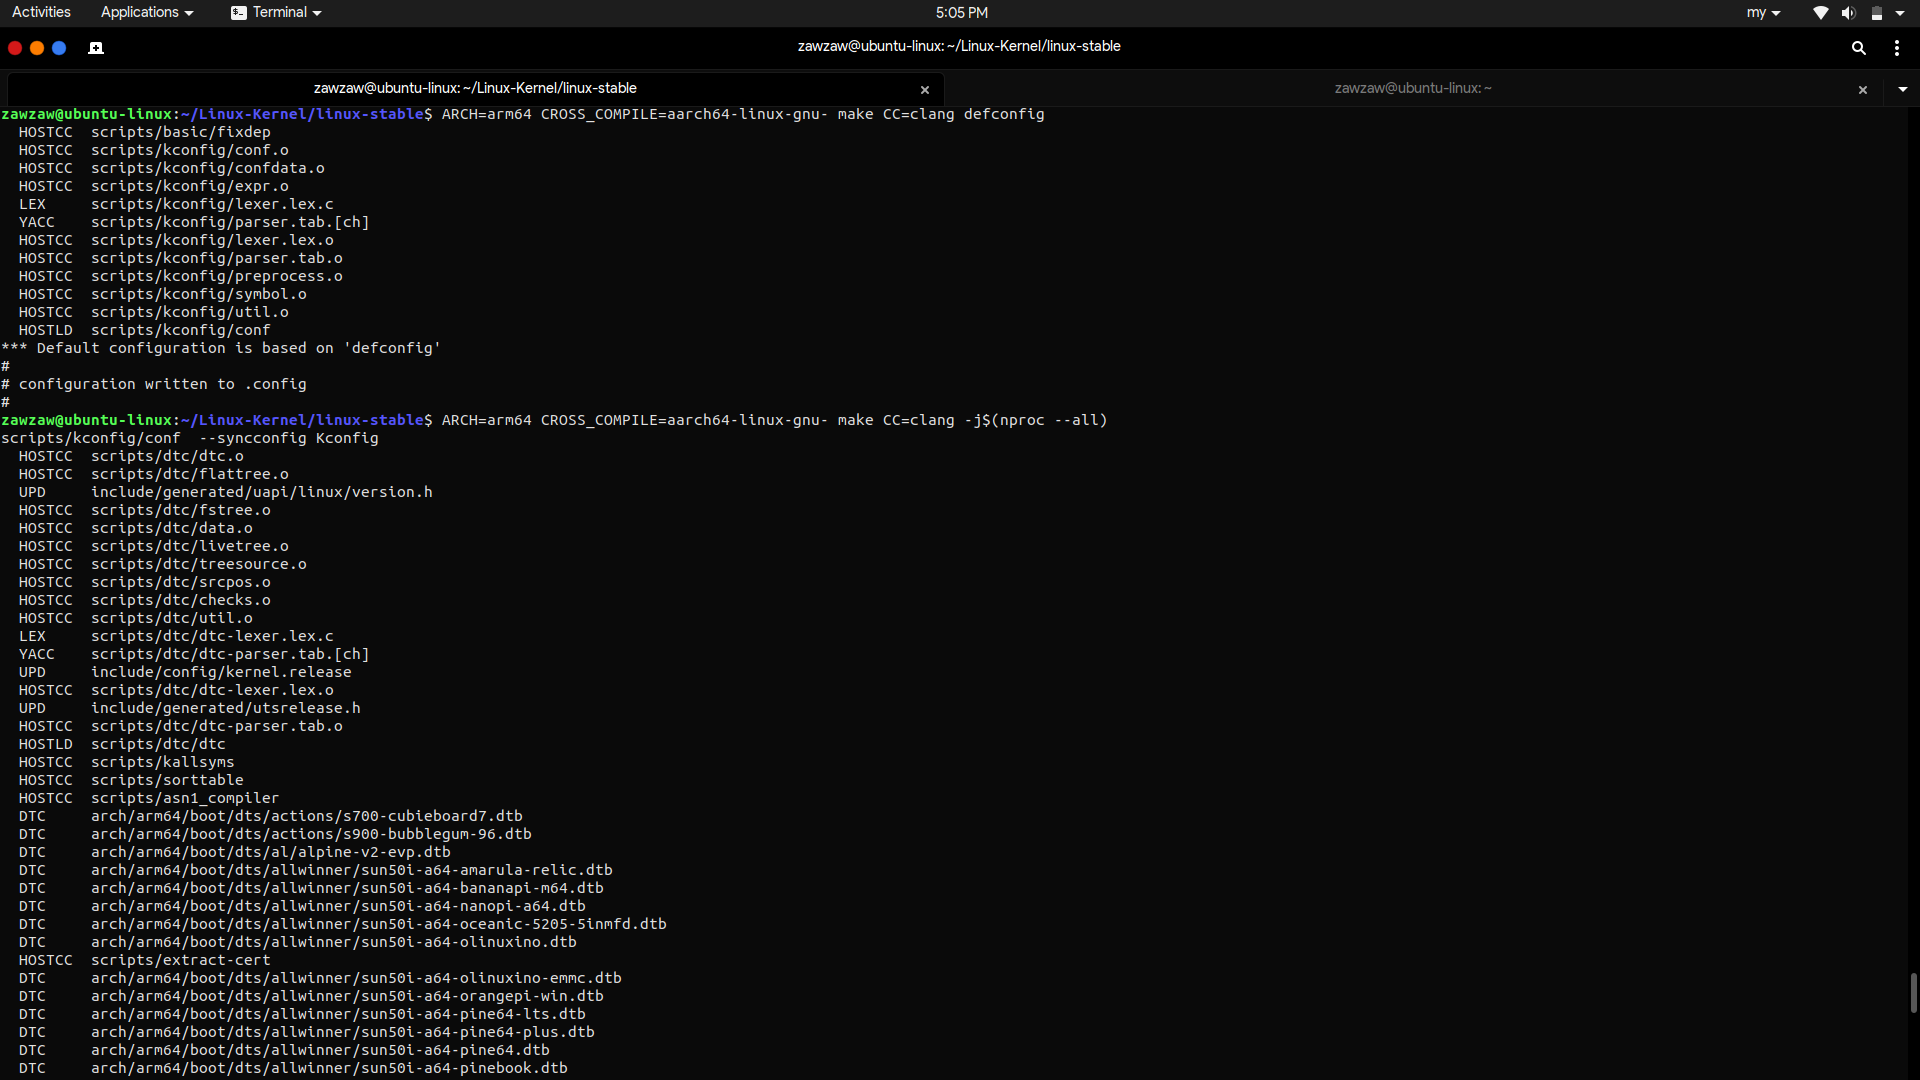 Activities Applications Terminal 5:05 PM my
zawzaw@ubuntu-linux: ~/Linux-Kernel/linux-stable
zawzaw@ubuntu-linux: ~/Linux-Kernel/linux-stable zawzaw@ubuntu-linux: ~
zawzaw@ubuntu-linux:~/Linux-Kernel/linux-stable$ ARCH=arm64 CROSS_COMPILE=aarch64-linux-gnu- make CC=clang defconfig
  HOSTCC  scripts/basic/fixdep
  HOSTCC  scripts/kconfig/conf.o
  HOSTCC  scripts/kconfig/confdata.o
  HOSTCC  scripts/kconfig/expr.o
  LEX     scripts/kconfig/lexer.lex.c
  YACC    scripts/kconfig/parser.tab.[ch]
  HOSTCC  scripts/kconfig/lexer.lex.o
  HOSTCC  scripts/kconfig/parser.tab.o
  HOSTCC  scripts/kconfig/preprocess.o
  HOSTCC  scripts/kconfig/symbol.o
  HOSTCC  scripts/kconfig/util.o
  HOSTLD  scripts/kconfig/conf
*** Default configuration is based on 'defconfig'
#
# configuration written to .config
#
zawzaw@ubuntu-linux:~/Linux-Kernel/linux-stable$ ARCH=arm64 CROSS_COMPILE=aarch64-linux-gnu- make CC=clang -j$(nproc --all)
scripts/kconfig/conf  --syncconfig Kconfig
  HOSTCC  scripts/dtc/dtc.o
  HOSTCC  scripts/dtc/flattree.o
  UPD     include/generated/uapi/linux/version.h
  HOSTCC  scripts/dtc/fstree.o
  HOSTCC  scripts/dtc/data.o
  HOSTCC  scripts/dtc/livetree.o
  HOSTCC  scripts/dtc/treesource.o
  HOSTCC  scripts/dtc/srcpos.o
  HOSTCC  scripts/dtc/checks.o
  HOSTCC  scripts/dtc/util.o
  LEX     scripts/dtc/dtc-lexer.lex.c
  YACC    scripts/dtc/dtc-parser.tab.[ch]
  UPD     include/config/kernel.release
  HOSTCC  scripts/dtc/dtc-lexer.lex.o
  UPD     include/generated/utsrelease.h
  HOSTCC  scripts/dtc/dtc-parser.tab.o
  HOSTLD  scripts/dtc/dtc
  HOSTCC  scripts/kallsyms
  HOSTCC  scripts/sorttable
  HOSTCC  scripts/asn1_compiler
  DTC     arch/arm64/boot/dts/actions/s700-cubieboard7.dtb
  DTC     arch/arm64/boot/dts/actions/s900-bubblegum-96.dtb
  DTC     arch/arm64/boot/dts/al/alpine-v2-evp.dtb
  DTC     arch/arm64/boot/dts/allwinner/sun50i-a64-amarula-relic.dtb
  DTC     arch/arm64/boot/dts/allwinner/sun50i-a64-bananapi-m64.dtb
  DTC     arch/arm64/boot/dts/allwinner/sun50i-a64-nanopi-a64.dtb
  DTC     arch/arm64/boot/dts/allwinner/sun50i-a64-oceanic-5205-5inmfd.dtb
  DTC     arch/arm64/boot/dts/allwinner/sun50i-a64-olinuxino.dtb
  HOSTCC  scripts/extract-cert
  DTC     arch/arm64/boot/dts/allwinner/sun50i-a64-olinuxino-emmc.dtb
  DTC     arch/arm64/boot/dts/allwinner/sun50i-a64-orangepi-win.dtb
  DTC     arch/arm64/boot/dts/allwinner/sun50i-a64-pine64-lts.dtb
  DTC     arch/arm64/boot/dts/allwinner/sun50i-a64-pine64-plus.dtb
  DTC     arch/arm64/boot/dts/allwinner/sun50i-a64-pine64.dtb
  DTC     arch/arm64/boot/dts/allwinner/sun50i-a64-pinebook.dtb